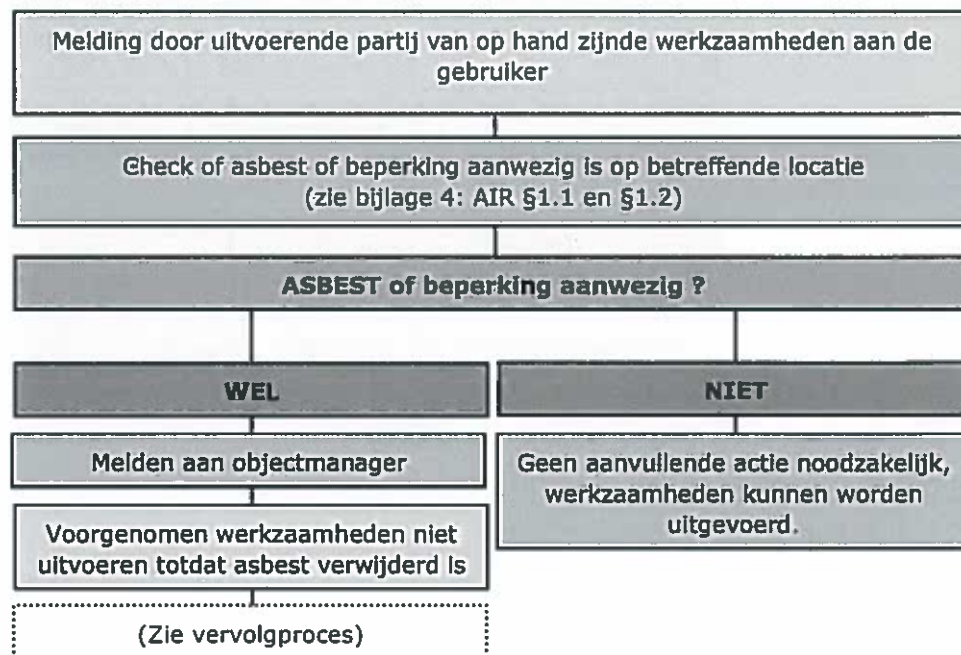 Melding door uitvoerende partij van op hand zijnde werkzaamheden aan de
gebruiker
Check of asbest of beperking aanwezig is op betreffende locatie
(zie bijlage 4: AIR §1.1 en §1.2)
ASBEST of beperking aanwezig ?
WEL
NIET
Melden aan objectmanager
Geen aanvullende actie noodzakelijk,
werkzaamheden kunnen worden
uitgevoerd.
Voorgenomen werkzaamheden niet
uitvoeren totdat asbest verwijderd is
(Zie vervolgproces)